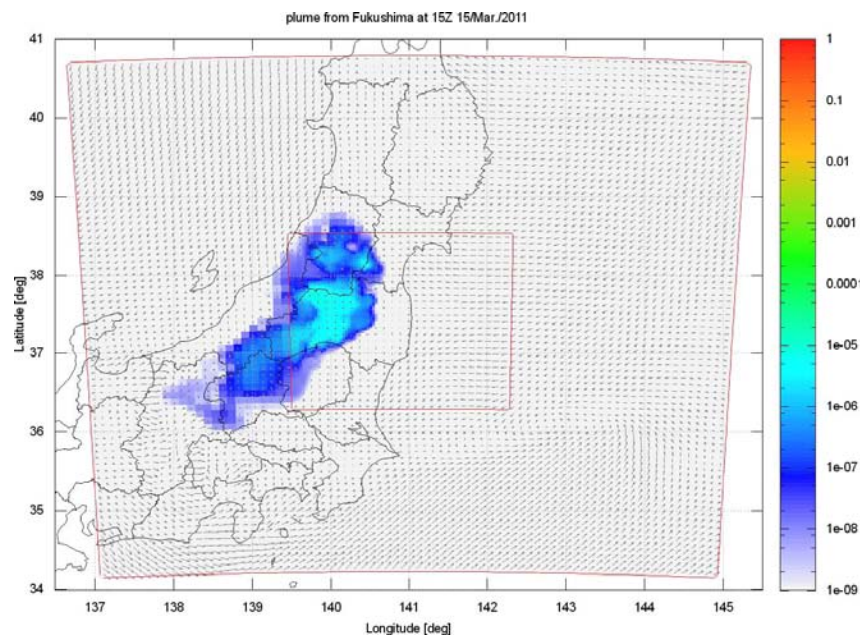 plume from Fukushima at 15Z 15/Mar./2011
41
40
39
38
37
36
35
34
Latitude [deg]
137 138 139 140 141 142 143 144 145
Longitude [deg]
1
0.1
0.01
0.001
0.0001
1e-05
1e-06
1e-07
1e-08
1e-09